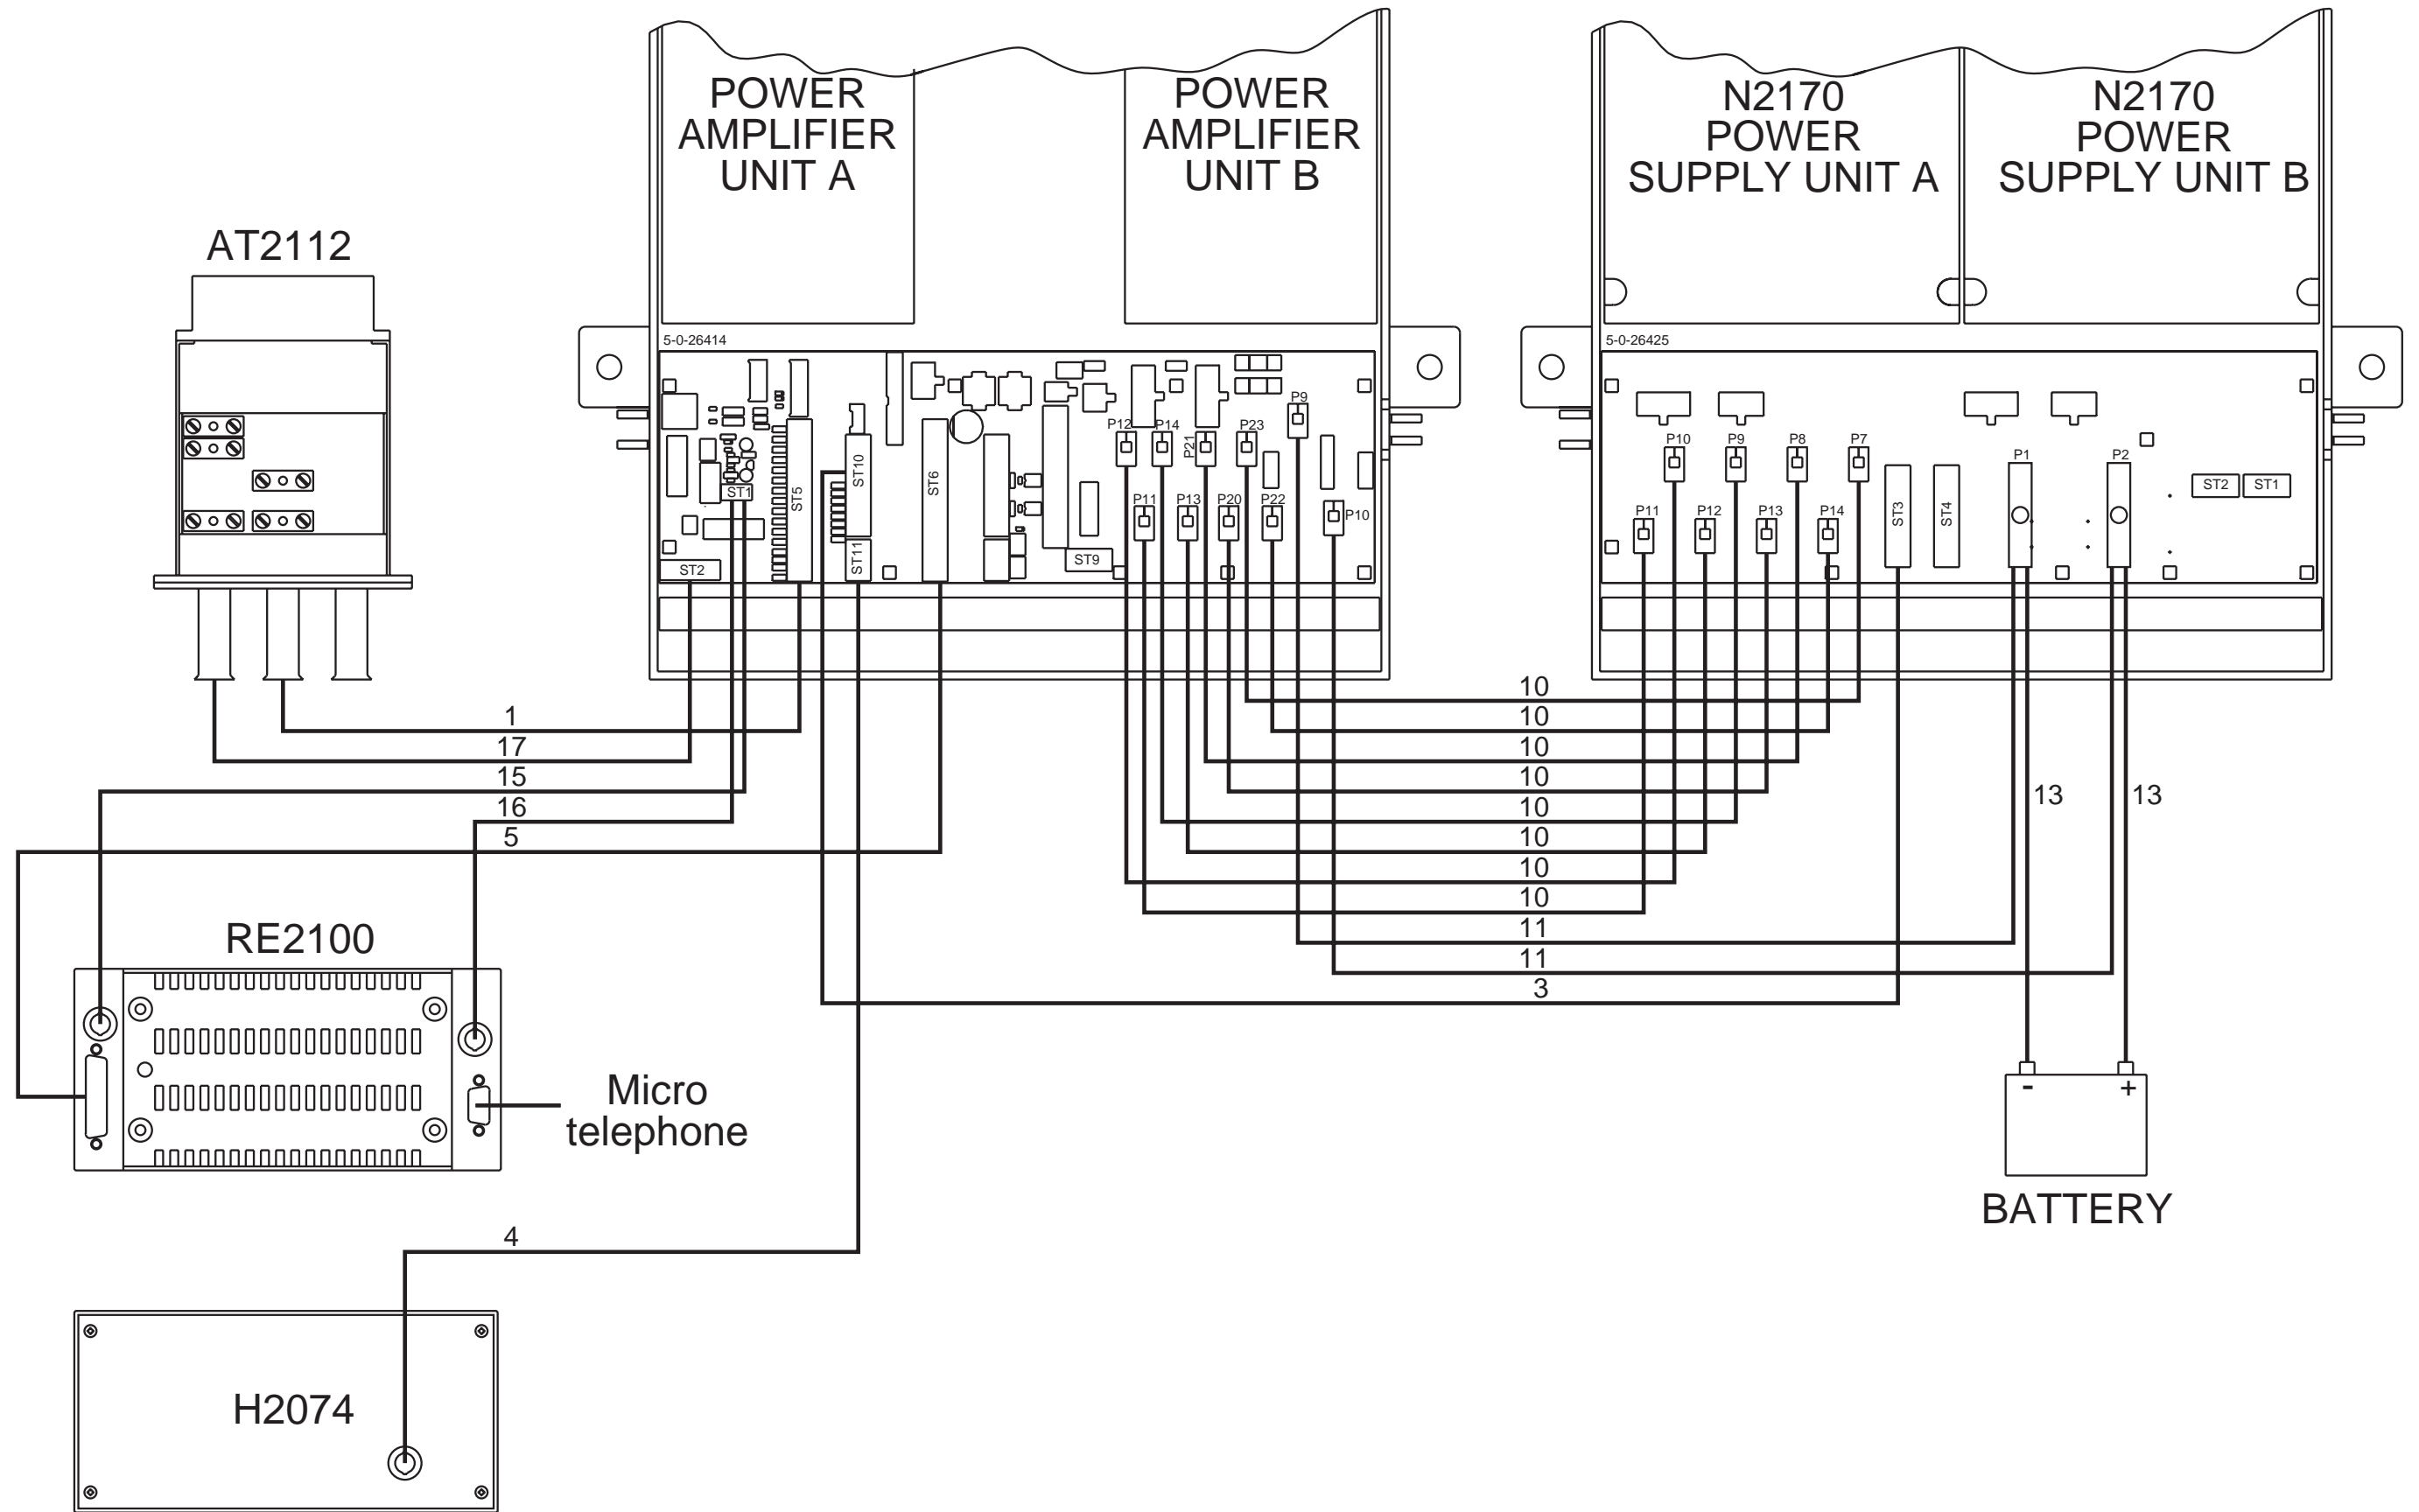 POWER
AMPLIFIER
UNIT A
POWER
AMPLIFIER
UNIT B
N2170
POWER
SUPPLY UNIT A
N2170
POWER
SUPPLY UNIT B
AT2112
5-0-26414
5-0-26425
P9
P12
P14
P21
P23
P11
P13
P20
P22
P10
ST1
ST5
ST10
ST6
ST11
ST9
ST2
P10
P9
P8
P7
P11
P12
P13
P14
ST3
ST4
P1
P2
ST2
ST1
1
17
15
16
5
10
10
10
10
10
10
10
10
11
11
3
13
13
RE2100
Micro
telephone
-
+
BATTERY
4
H2074